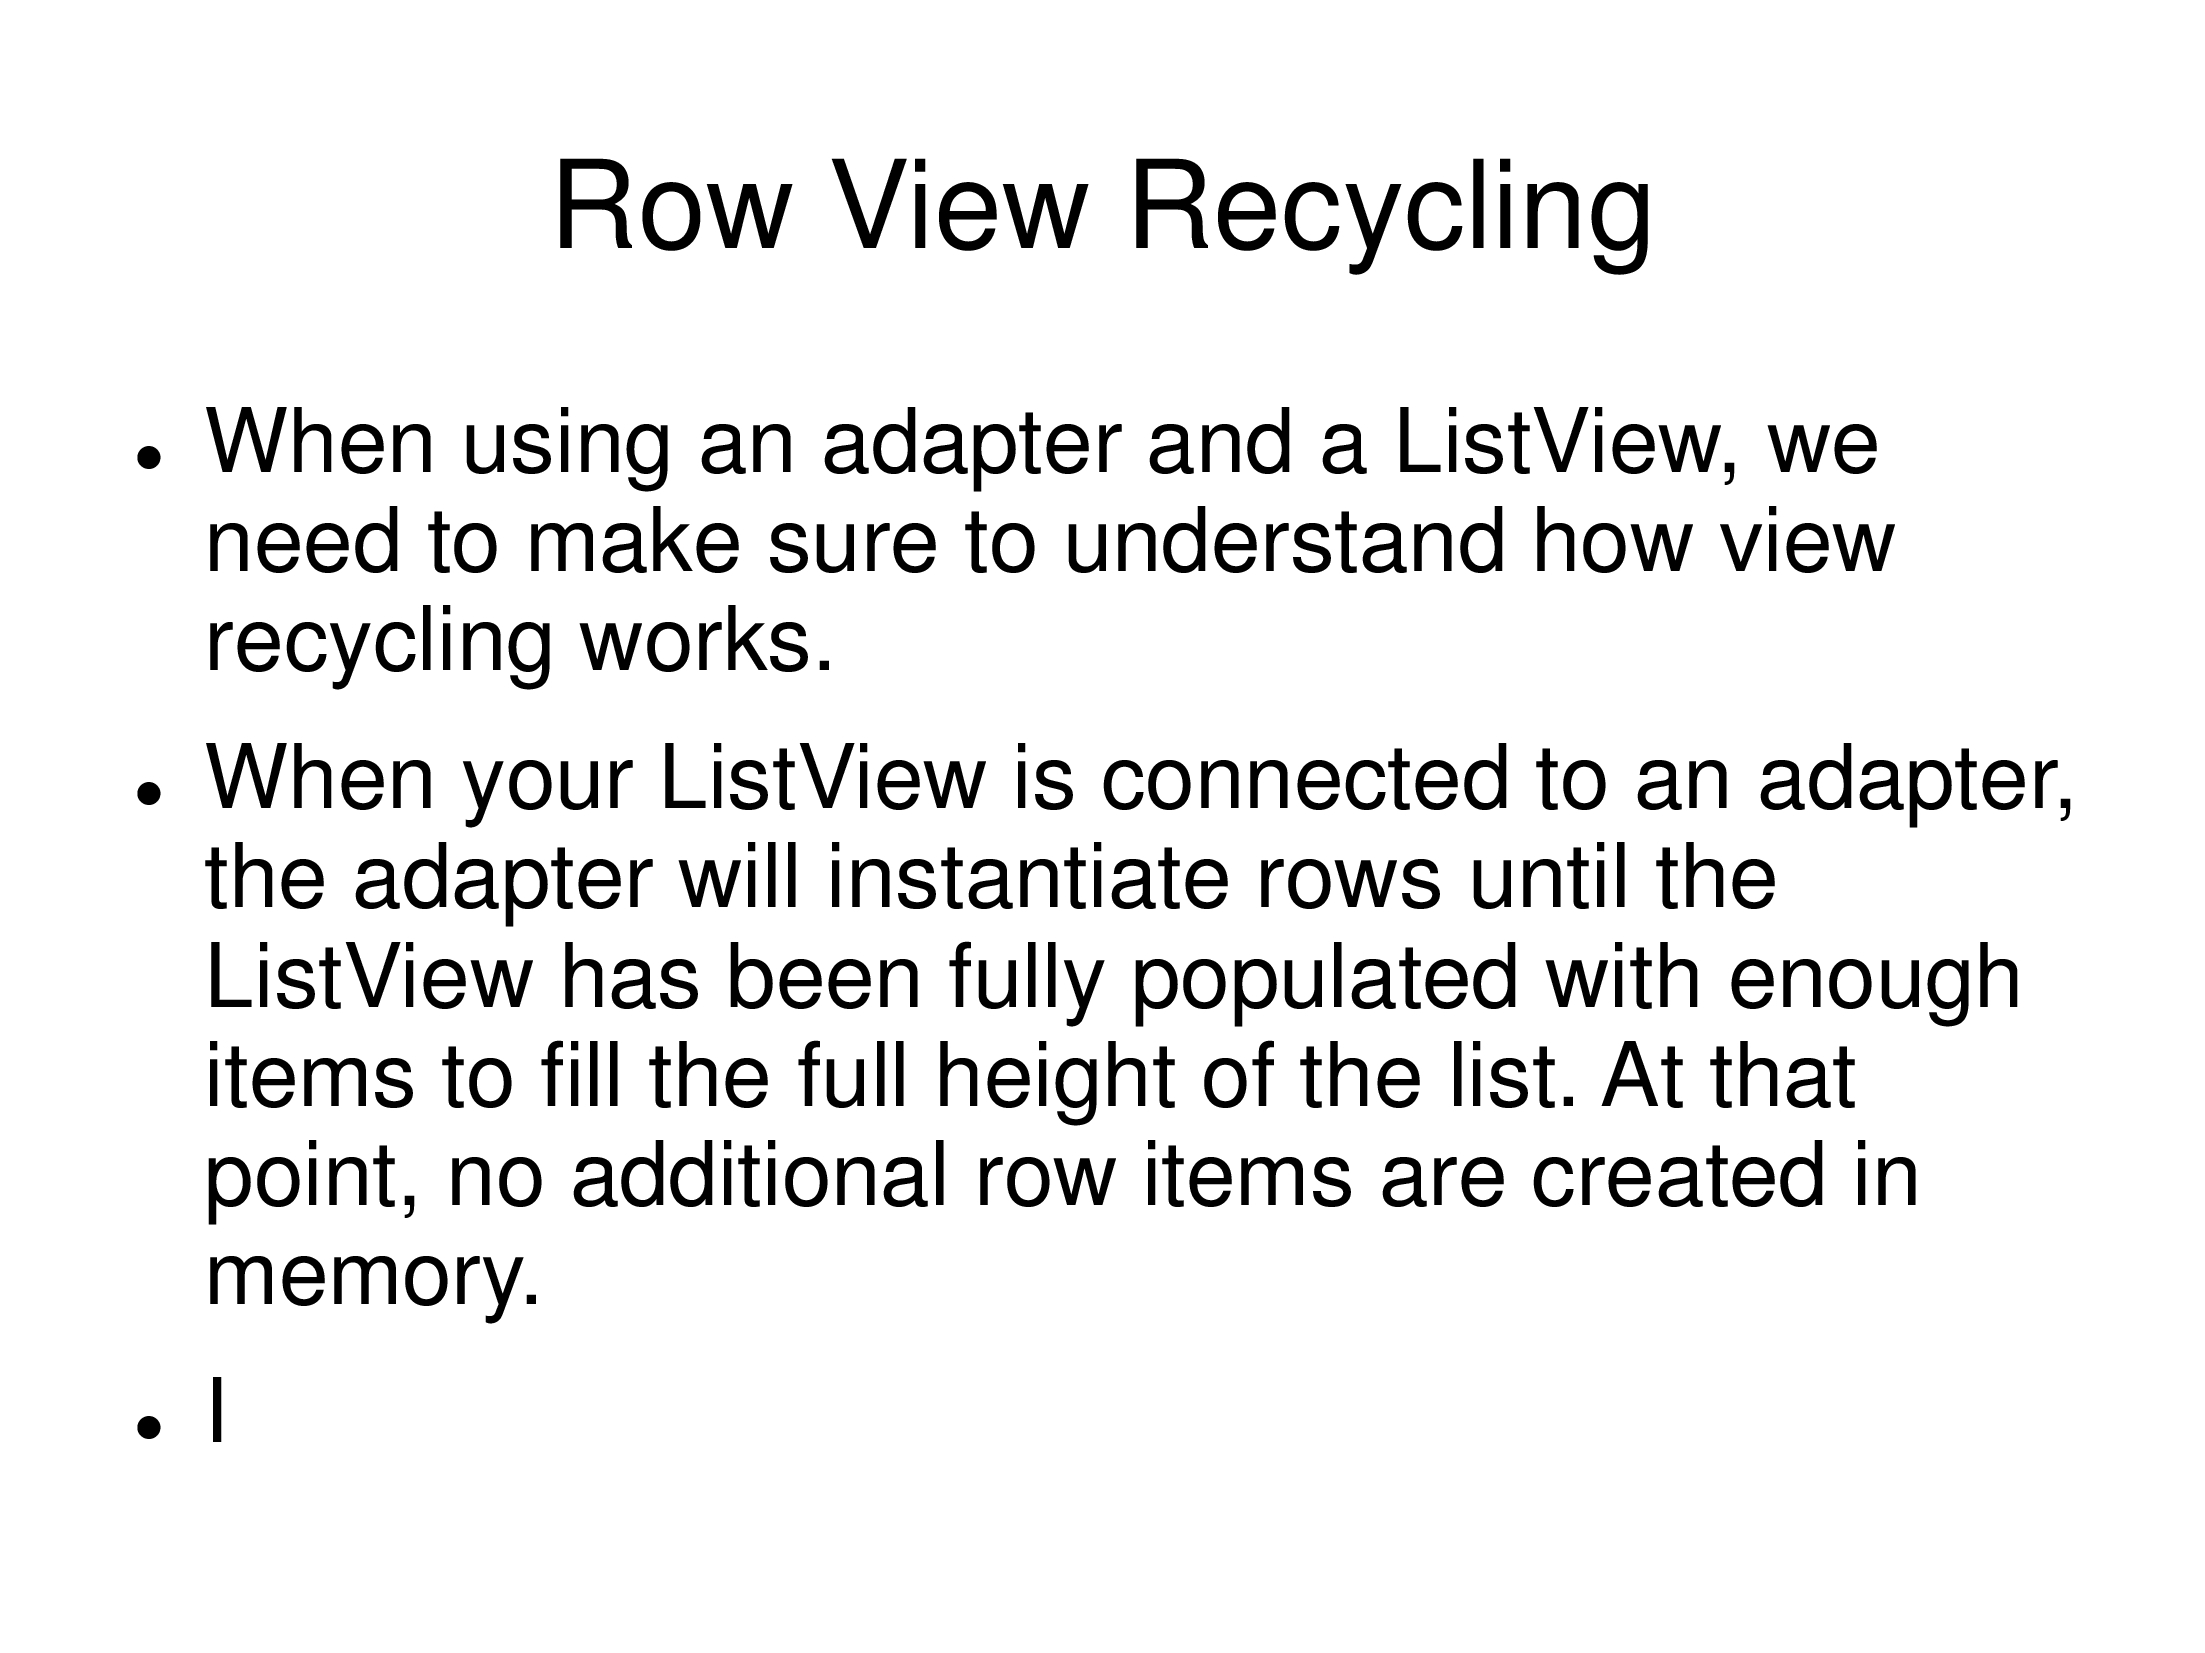 Row View Recycling
• When using an adapter and a ListView, we
need to make sure to understand how view
recycling works.
• When your ListView is connected to an adapter,
the adapter will instantiate rows until the
ListView has been fully populated with enough
items to fill the full height of the list. At that
point, no additional row items are created in
memory.
• I